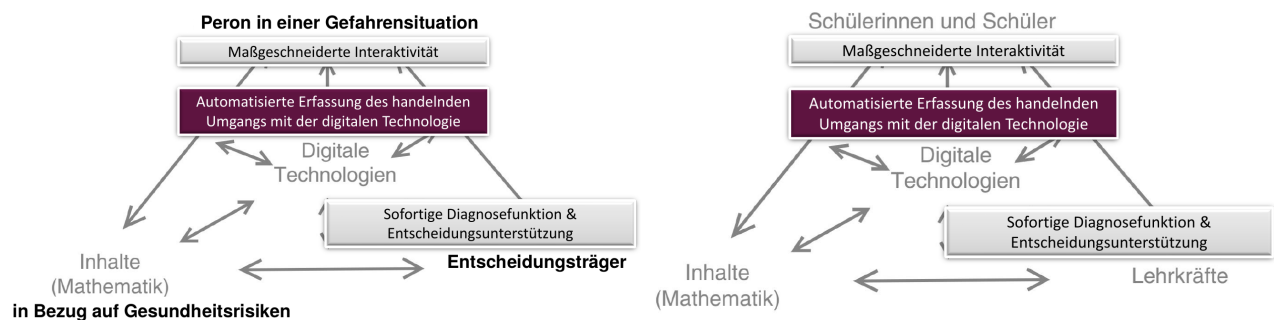 Peron in einer Gefahrensituation
Maßgeschneiderte Interaktivität
Automatisierte Erfassung des handelnden
Umgangs mit der digitalen Technologie
Digitale
Technologien
Sofortige Diagnosefunktion &
Entscheidungsunterstützung
Inhalte
(Mathematik)
Entscheidungsträger
in Bezug auf Gesundheitsrisiken
Schülerinnen und Schüler
Maßgeschneiderte Interaktivität
Automatisierte Erfassung des handelnden
Umgangs mit der digitalen Technologie
Digitale
Technologien
Sofortige Diagnosefunktion &
Entscheidungsunterstützung
Inhalte
(Mathematik)
Lehrkräfte